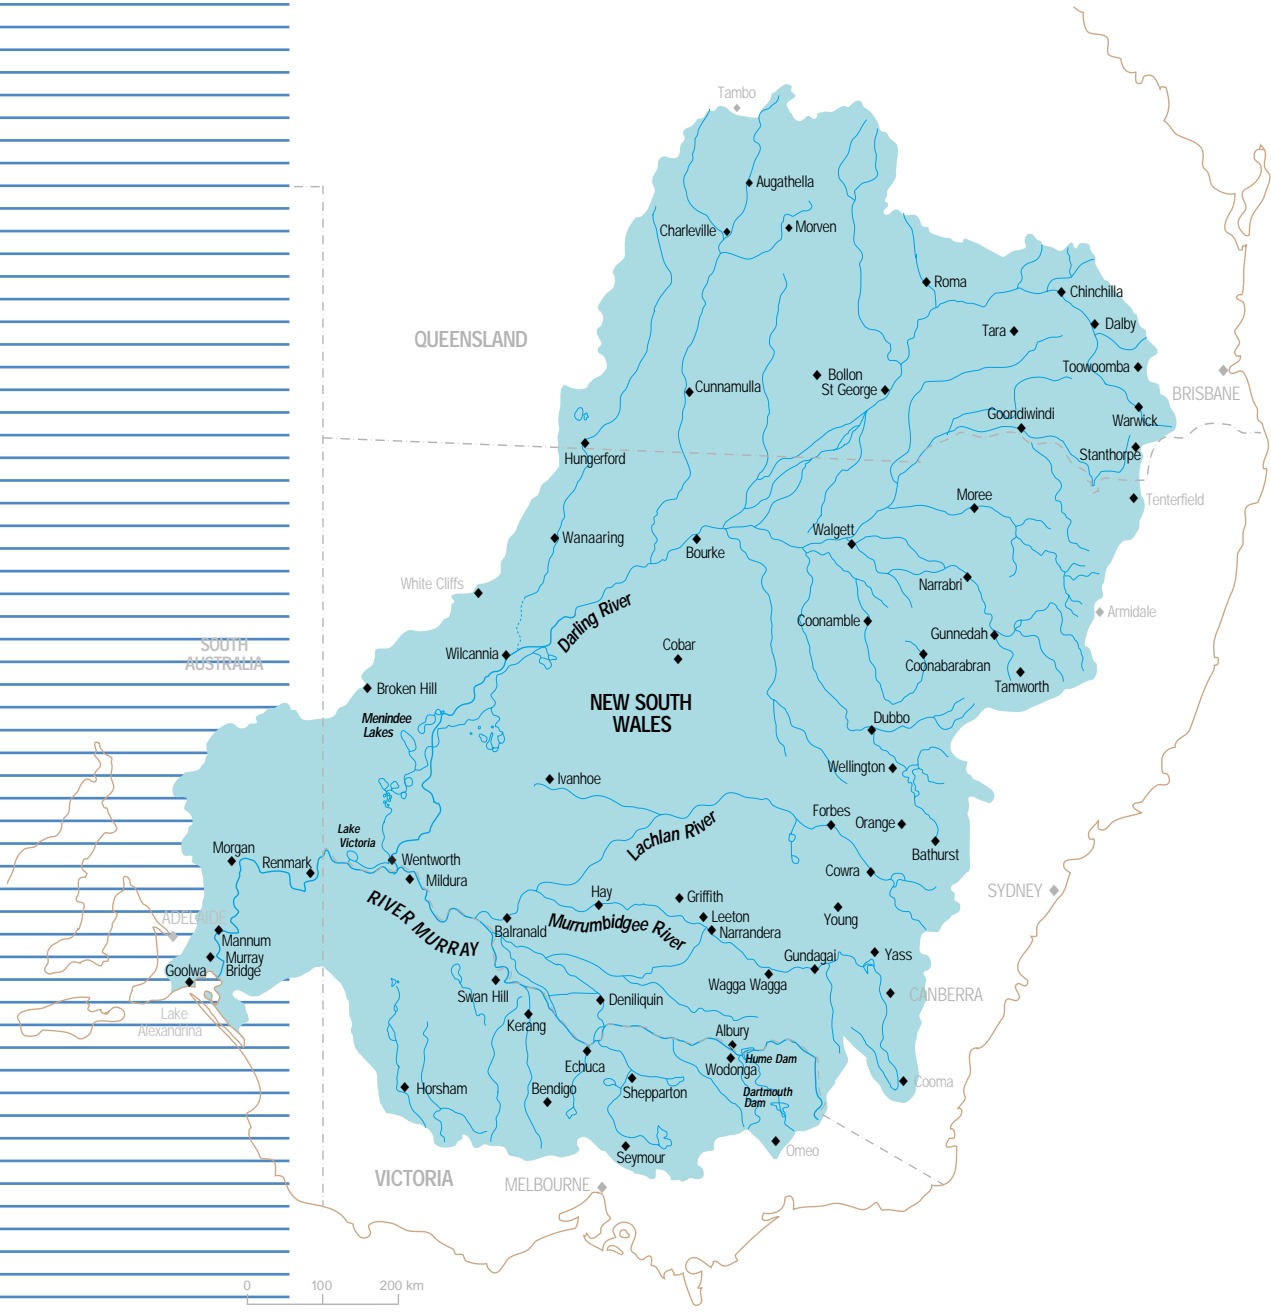 Tambo
Augathella
Charleville
Morven
Roma
Chinchilla
Tara
Dalby
QUEENSLAND
Toowoomba
Bollon
Cunnamulla
St George
BRISBANE
Goondiwindi
Warwick
Hungerford
Stanthorpe
Moree
Tenterfield
Walgett
Wanaaring
Bourke
White Cliffs
Narrabri
Darling River
Armidale
Coonamble
Gunnedah
SOUTH
AUSTRALIA
Cobar
Wilcannia
Coonabarabran
Broken Hill
Tamworth
NEW SOUTH
WALES
Menindee
Lakes
Dubbo
Wellington
Ivanhoe
Forbes
Orange
Lachlan River
Lake
Victoria
Morgan
Renmark
Wentworth
Bathurst
Cowra
Mildura
SYDNEY
Hay
Griffith
RIVER MURRAY
ADELAIDE
Leeton
Young
Balranald
Murrumbidgee River
Narrandera
Mannum
Murray
Bridge
Gundagai
Yass
Goolwa
Wagga Wagga
Swan Hill
CANBERRA
Deniliquin
Lake
Alexandrina
Kerang
Albury
Hume Dam
Echuca
Wodonga
Cooma
Horsham
Bendigo
Shepparton
Dartmouth
Dam
Omeo
Seymour
VICTORIA
MELBOURNE
0
100
200 km